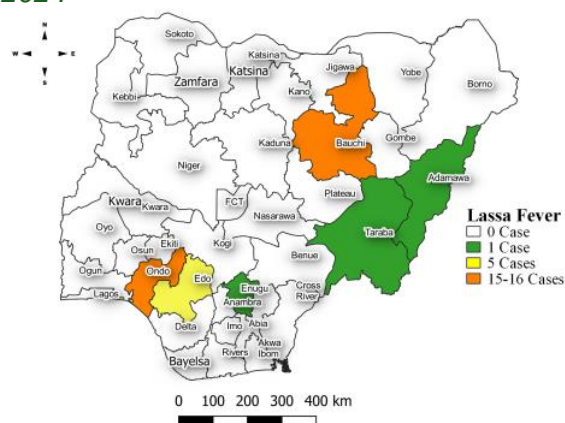 N
W E
S
Sokoto
Katsina
Zamfara
Katsina
Jigawa
Yobe
Borno
Kebbi
Kano
Kaduna
Bauchi
Gombe
Adamawa
Niger
Plateau
Kwara
Kwara
FCT
Nasarawa
Taraba
Oyo
Osun
Ekiti
Kogi
Benue
Ogun
Ondo
Edo
Enugu
Lagos
Anambra
Cross
River
Delta
Imo
Abia
Bayelsa
Rivers
Akwa
Ibom
Lassa Fever
0 Case
1 Case
5 Cases
15-16 Cases
0 100 200 300 400 km